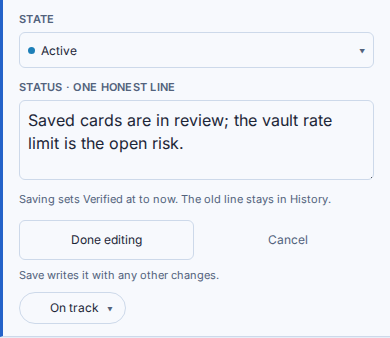 STATE
Active
STATUS · ONE HONEST LINE
Saved cards are in review; the vault rate
limit is the open risk.
Saving sets Verified at to now. The old line stays in History.
Done editing
Cancel
Save writes it with any other changes.
On track